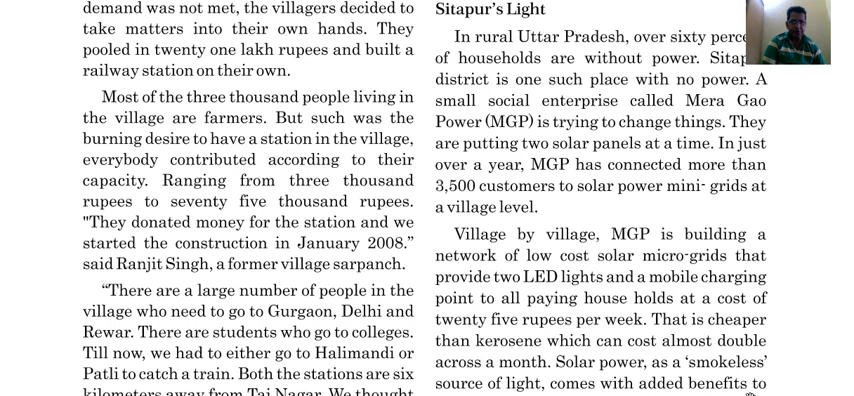 demand was not met, the villagers decided to
take matters into their own hands. They
pooled in twenty one lakh rupees and built a
railway station on their own.
Most of the three thousand people living in
the village are farmers. But such was the
burning desire to have a station in the village,
everybody contributed according to their
capacity. Ranging from three thousand
rupees to seventy five thousand rupees.
"They donated money for the station and we
started the construction in January 2008.”
said Ranjit Singh, a former village sarpanch.
“There are a large number of people in the
village who need to go to Gurgaon, Delhi and
Rewar. There are students who go to colleges.
Till now, we had to either go to Halimandi or
Patli to catch a train. Both the stations are six
kilometers away from Taj Nagar. We thought
Sitapur’s Light
In rural Uttar Pradesh, over sixty
of households are without power.
district is one such place with no power. A
small social enterprise called Mera Gao
Power (MGP) is trying to change things. They
are putting two solar panels at a time. In just
over a year, MGP has connected more than
3,500 customers to solar power mini- grids at
a village level.
Village by village, MGP is building a
network of low cost solar micro-grids that
provide two LED lights and a mobile charging
point to all paying house holds at a cost of
twenty five rupees per week. That is cheaper
than kerosene which can cost almost double
across a month. Solar power, as a ‘smokeless’
source of light, comes with added benefits to